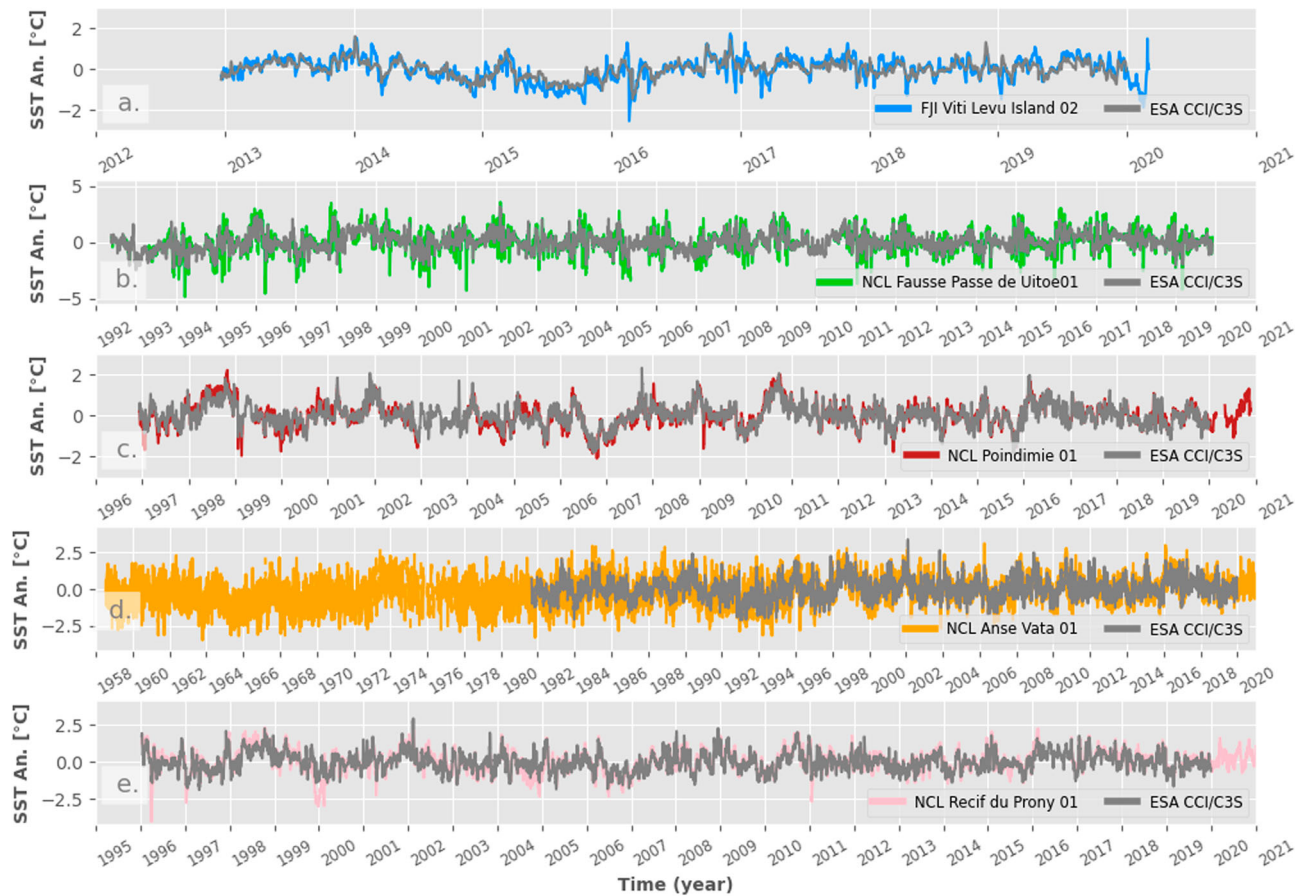 SST An. [°C]
2
0
−2
a.
FJI Viti Levu Island 02 ESA CCI/C3S
2012 2013 2014 2015 2016 2017 2018 2019 2020 2021
SST An. [°C]
5
0
−5
b.
NCL Fausse Passe de Uitoe01 ESA CCI/C3S
1992 1993 1994 1995 1996 1997 1998 1999 2000 2001 2002 2003 2004 2005 2006 2007 2008 2009 2010 2011 2012 2013 2014 2015 2016 2017 2018 2019 2020 2021
SST An. [°C]
2
0
−2
c.
NCL Poindimie 01 ESA CCI/C3S
1996 1997 1998 1999 2000 2001 2002 2003 2004 2005 2006 2007 2008 2009 2010 2011 2012 2013 2014 2015 2016 2017 2018 2019 2020 2021
SST An. [°C]
2.5
0.0
−2.5
d.
NCL Anse Vata 01 ESA CCI/C3S
1958 1960 1962 1964 1966 1968 1970 1972 1974 1976 1978 1980 1982 1984 1986 1988 1990 1992 1994 1996 1998 2000 2002 2004 2006 2008 2010 2012 2014 2016 2018 2020
SST An. [°C]
2.5
0.0
−2.5
e.
NCL Recif du Prony 01 ESA CCI/C3S
1995 1996 1997 1998 1999 2000 2001 2002 2003 2004 2005 2006 2007 2008 2009 2010 2011 2012 2013 2014 2015 2016 2017 2018 2019 2020 2021
Time (year)